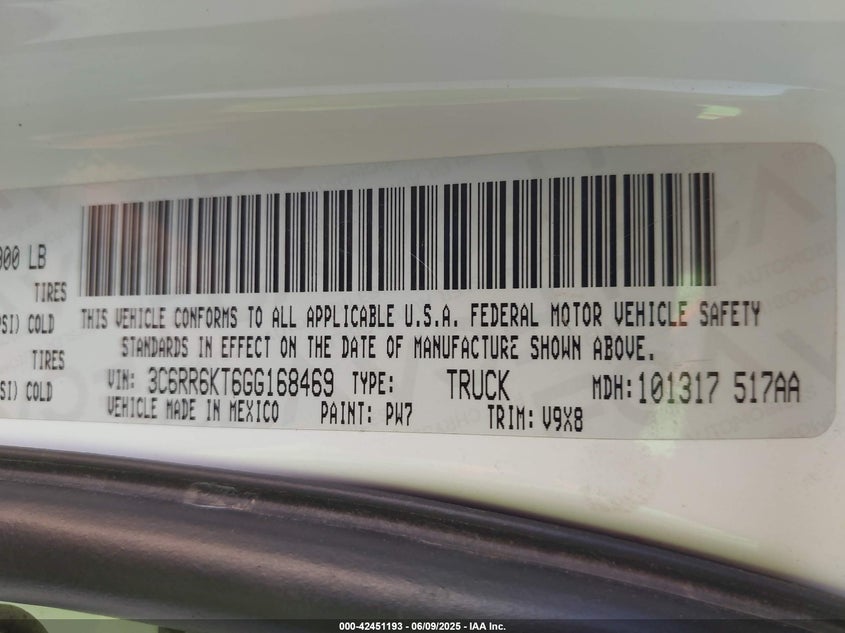 000 LB
TIRES
PSI) COLD
TIRES
SI) COLD
THIS VEHICLE CONFORMS TO ALL APPLICABLE U.S.A. FEDERAL MOTOR VEHICLE SAFETY
STANDARDS IN EFFECT ON THE DATE OF MANUFACTURE SHOWN ABOVE.
VIN: 3C6RR6KT6GG168469 TYPE: TRUCK MDH: 101317 517AA
VEHICLE MADE IN MEXICO PAINT: PW7 TRIM: V9X8
000-42451193 - 06/09/2025 - IAA Inc.